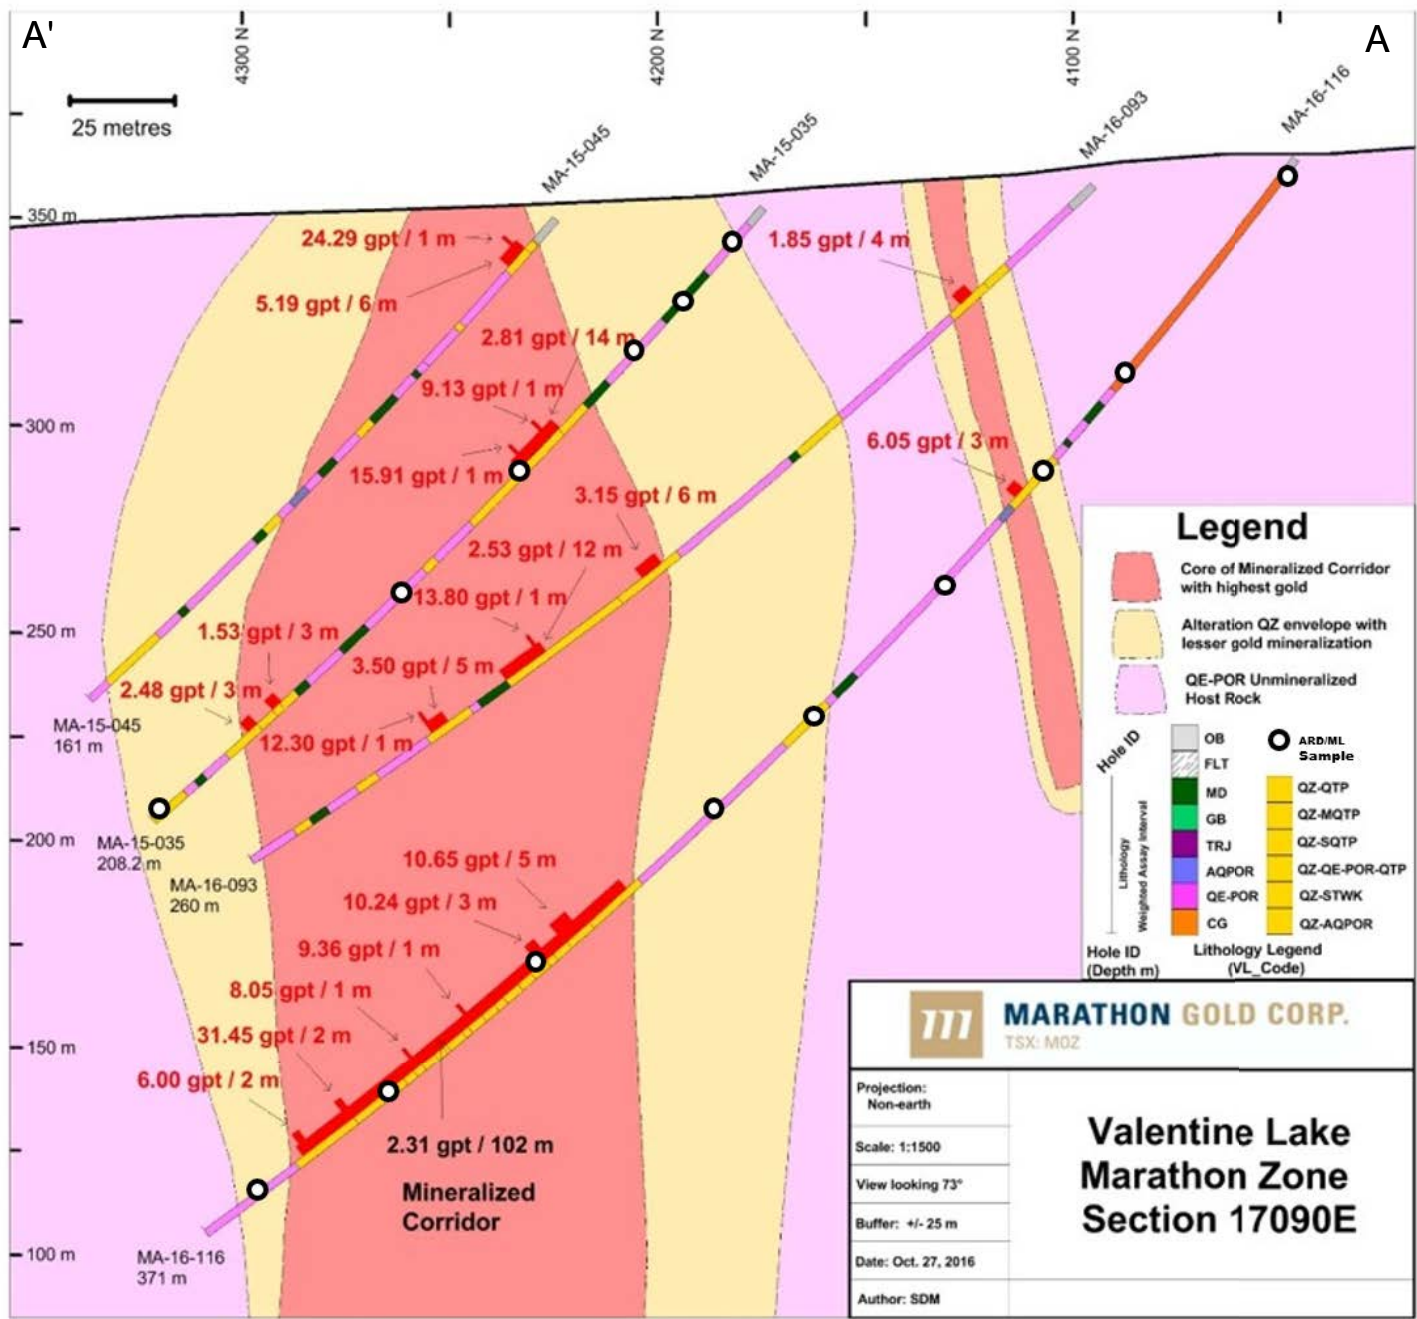 A'
A
4300 N
4200 N
4100 N
25 metres
MA-15-045
MA-15-035
MA-16-093
MA-16-116
350 m
24.29 gpt / 1 m
1.85 gpt / 4 m
5.19 gpt / 6 m
2.81 gpt / 14 m
9.13 gpt / 1 m
300 m
6.05 gpt / 3 m
15.91 gpt / 1 m
3.15 gpt / 6 m
2.53 gpt / 12 m
13.80 gpt / 1 m
250 m
1.53 gpt / 3 m
3.50 gpt / 5 m
2.48 gpt / 3 m
MA-15-045
161 m
12.30 gpt / 1 m
200 m
MA-15-035
208.2 m
MA-16-093
260 m
10.65 gpt / 5 m
10.24 gpt / 3 m
9.36 gpt / 1 m
8.05 gpt / 1 m
31.45 gpt / 2 m
150 m
6.00 gpt / 2 m
2.31 gpt / 102 m
Mineralized
Corridor
MA-16-116
371 m
100 m
Legend
Core of Mineralized Corridor
with highest gold
Alteration QZ envelope with
lesser gold mineralization
QE-POR Unmineralized
Host Rock
Hole ID
Lithology
Weighted Assay Interval
Hole ID
(Depth m)
OB
FLT
MD
GB
TRJ
AQPOR
QE-POR
CG
ARD/ML
Sample
QZ-QTP
QZ-MQTP
QZ-SQTP
QZ-QE-POR-QTP
QZ-STWK
QZ-AQPOR
Lithology Legend
(VL_Code)
m
MARATHON GOLD CORP.
TSX: MOZ
Projection:
Non-earth
Scale: 1:1500
View looking 73°
Buffer: +/- 25 m
Date: Oct. 27, 2016
Author: SDM
Valentine Lake
Marathon Zone
Section 17090E